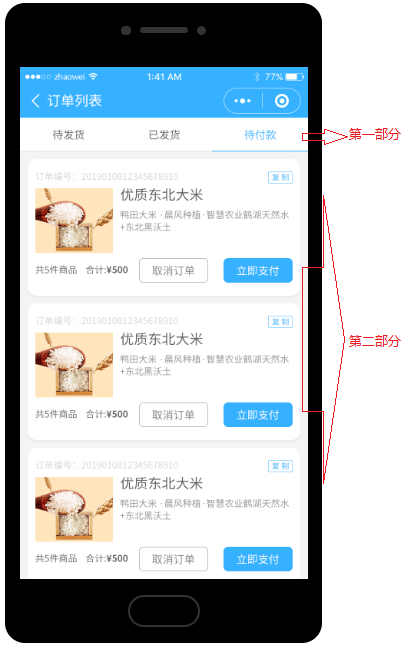 zhaowei 1:41 AM 77%
订单列表
待发货 已发货 待付款
第一部分
订单编号：2019010812345678910 复制
优质东北大米
鸭田大米·晨风种植·智慧农业鹤湖天然水
+东北黑沃土
共5件商品 合计:¥500 取消订单 立即支付
订单编号：2019010812345678910 复制
第二部分
优质东北大米
鸭田大米·晨风种植·智慧农业鹤湖天然水
+东北黑沃土
共5件商品 合计:¥500 取消订单 立即支付
订单编号：2019010812345678910 复制
优质东北大米
鸭田大米·晨风种植·智慧农业鹤湖天然水
+东北黑沃土
共5件商品 合计:¥500 取消订单 立即支付